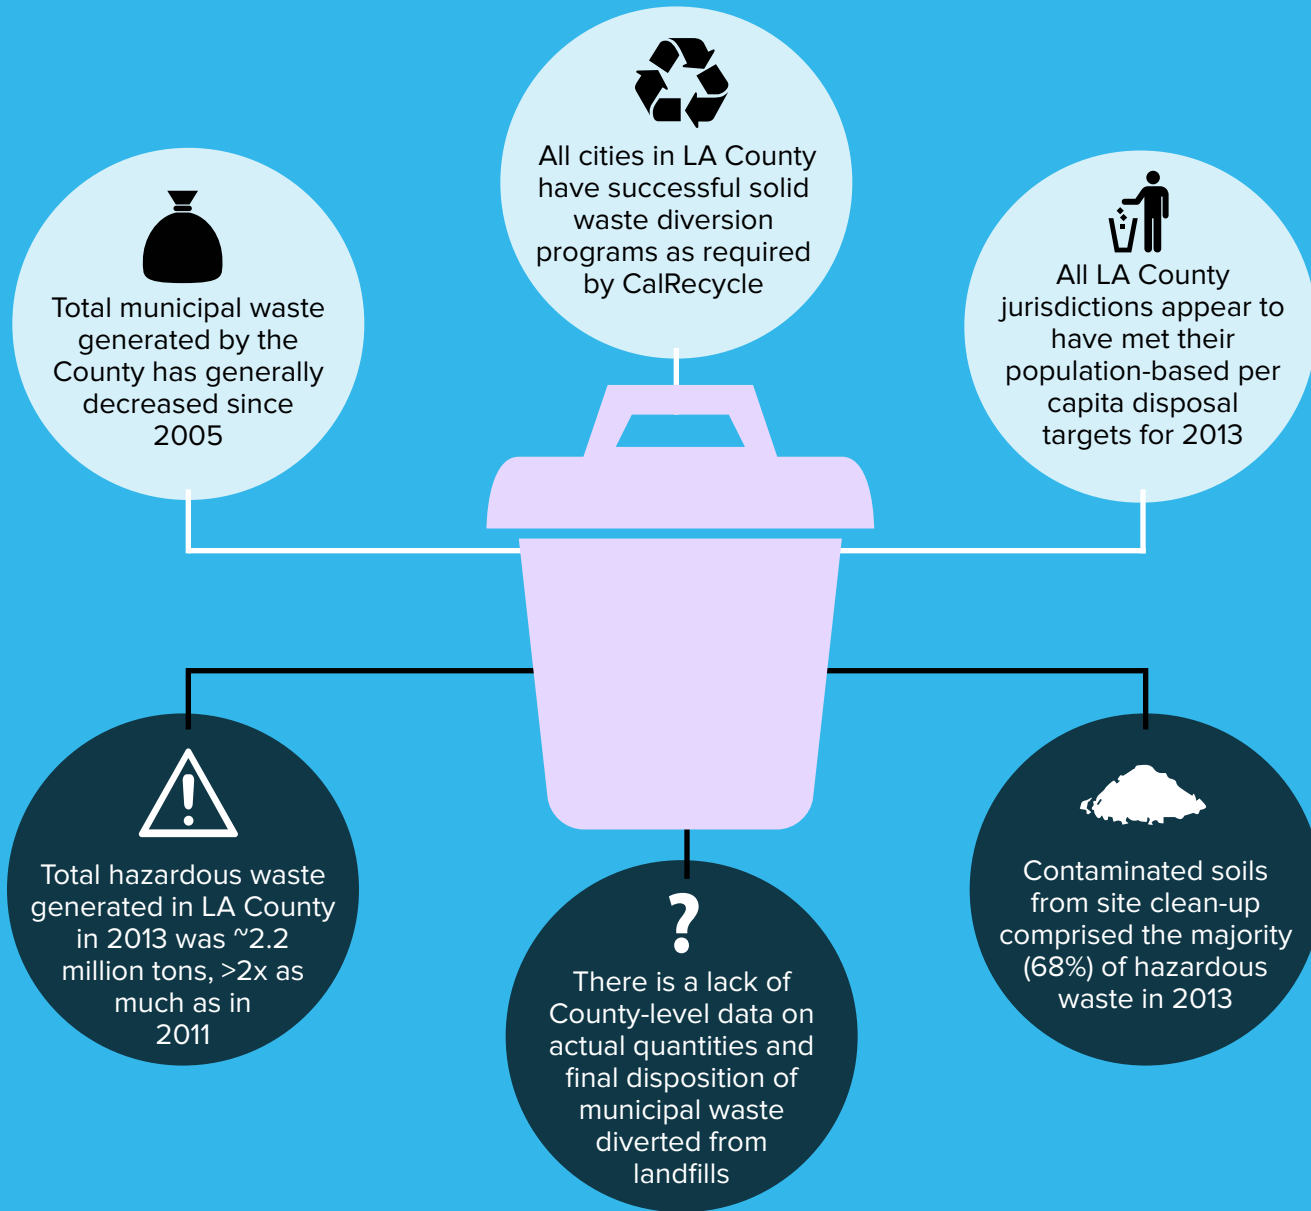 All cities in LA County
have successful solid
waste diversion
programs as required
by CalRecycle
Total municipal waste
generated by the
County has generally
decreased since
2005
All LA County
jurisdictions appear to
have met their
population-based per
capita disposal
targets for 2013
Total hazardous waste
generated in LA County
in 2013 was ~2.2
million tons, >2x as
much as in
2011
?
There is a lack of
County-level data on
actual quantities and
final disposition of
municipal waste
diverted from
landfills
Contaminated soils
from site clean-up
comprised the majority
(68%) of hazardous
waste in 2013